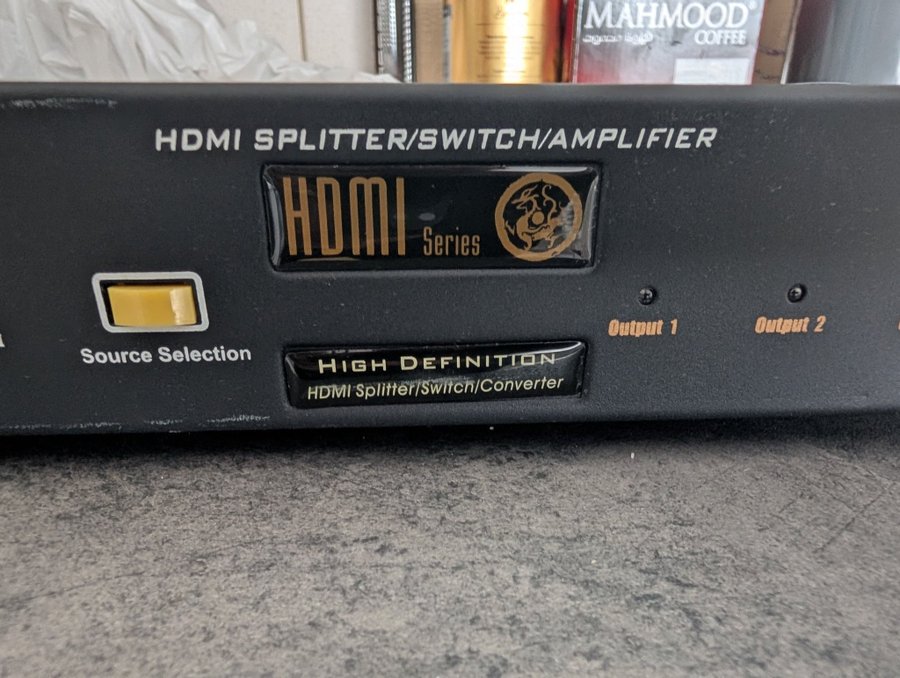 MAHMOOD
COFFEE
HDMI SPLITTER/SWITCH/AMPLIFIER
HDMI Series
Source Selection
Output 1
Output 2
HIGH DEFINITION
HDMI Splitter/Switch/Converter